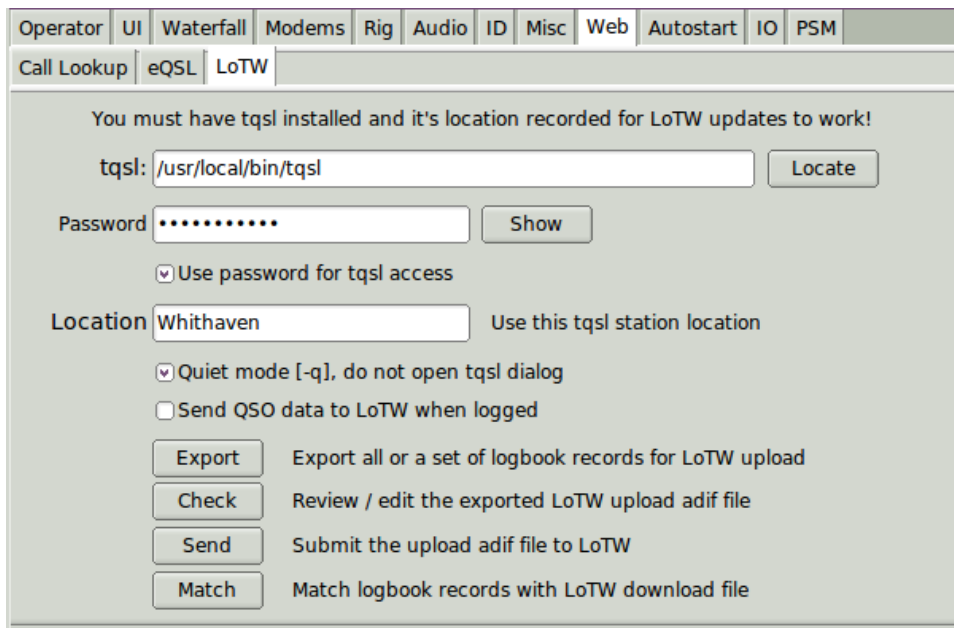 Operator UI Waterfall Modems Rig Audio ID Misc Web Autostart IO PSM
Call Lookup eQSL LoTW
You must have tqsl installed and it's location recorded for LoTW updates to work!
tqsl: /usr/local/bin/tqsl Locate
Password ••••••••••• Show
Use password for tqsl access
Location Whithaven Use this tqsl station location
Quiet mode [-q], do not open tqsl dialog
Send QSO data to LoTW when logged
Export Export all or a set of logbook records for LoTW upload
Check Review / edit the exported LoTW upload adif file
Send Submit the upload adif file to LoTW
Match Match logbook records with LoTW download file